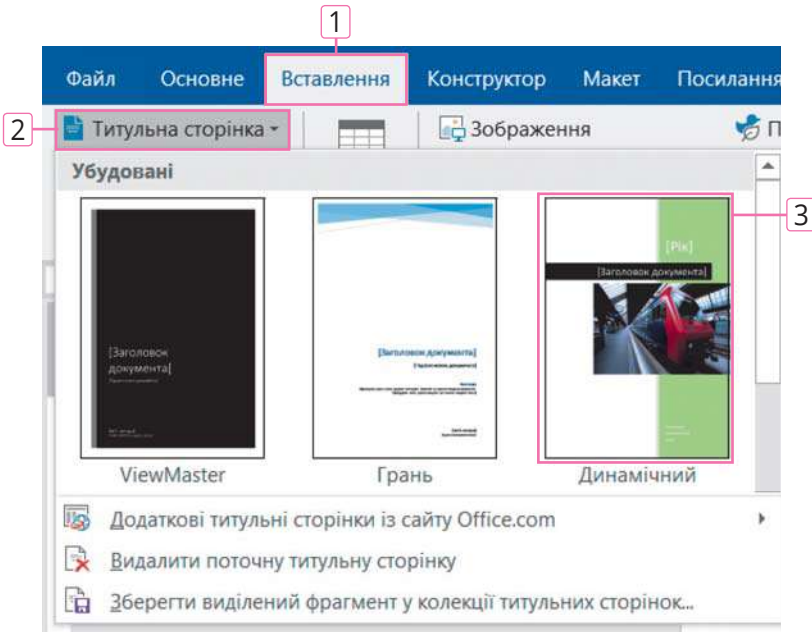 1
Файл Основне Вставлення Конструктор Макет Посилання
2
Титульна сторінка
Зображення
П
Убудовані
3
[Заголовок
документа]
[Заголовок документа]
[Рік]
[Заголовок документа]
ViewMaster Грань Динамічний
Додаткові титульні сторінки із сайту Office.com
Видалити поточну титульну сторінку
Зберегти виділений фрагмент у колекції титульних сторінок...